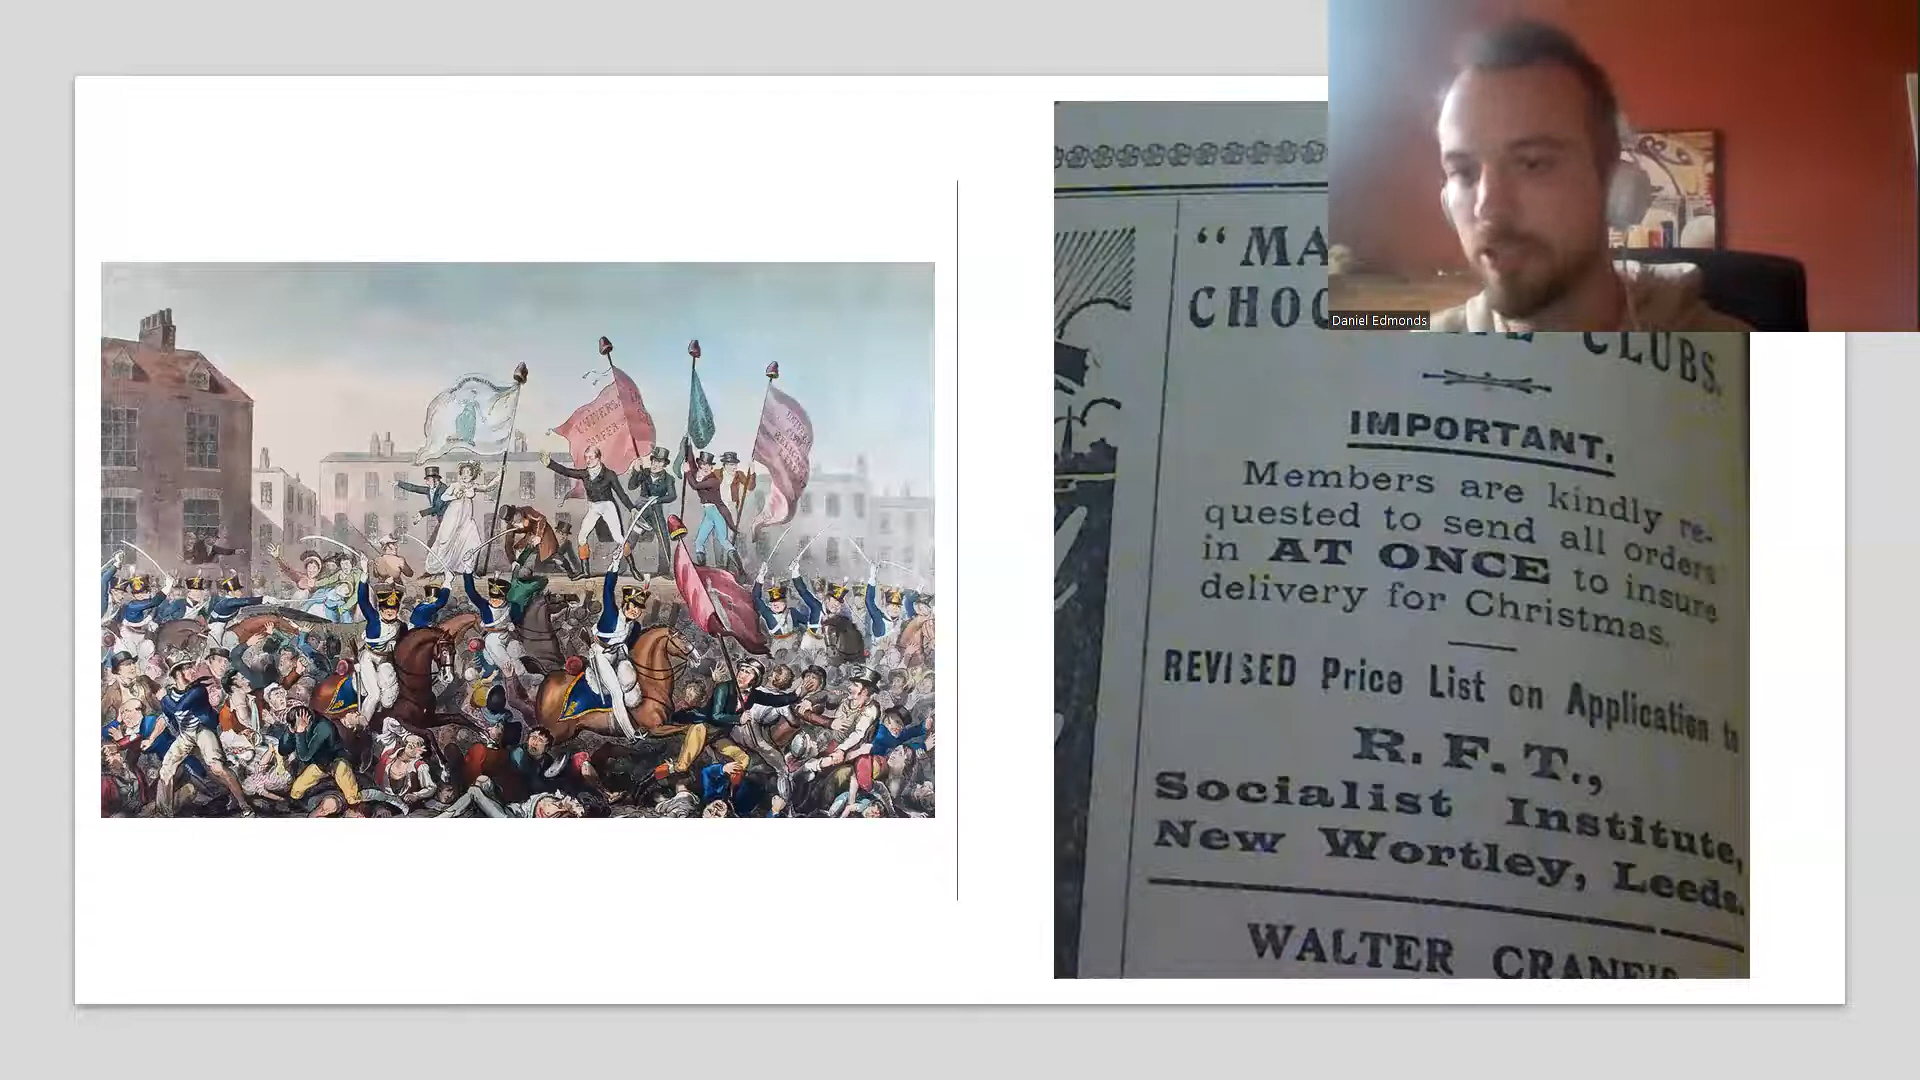 Daniel Edmonds
"MA
CHOC
CLUBS.
IMPORTANT.
Members are kindly re-
quested to send all orders
in AT ONCE to insure
delivery for Christmas.
REVISED Price List on Application to
R. F. T.,
Socialist Institute,
New Wortley, Leeds.
WALTER CRANE'S